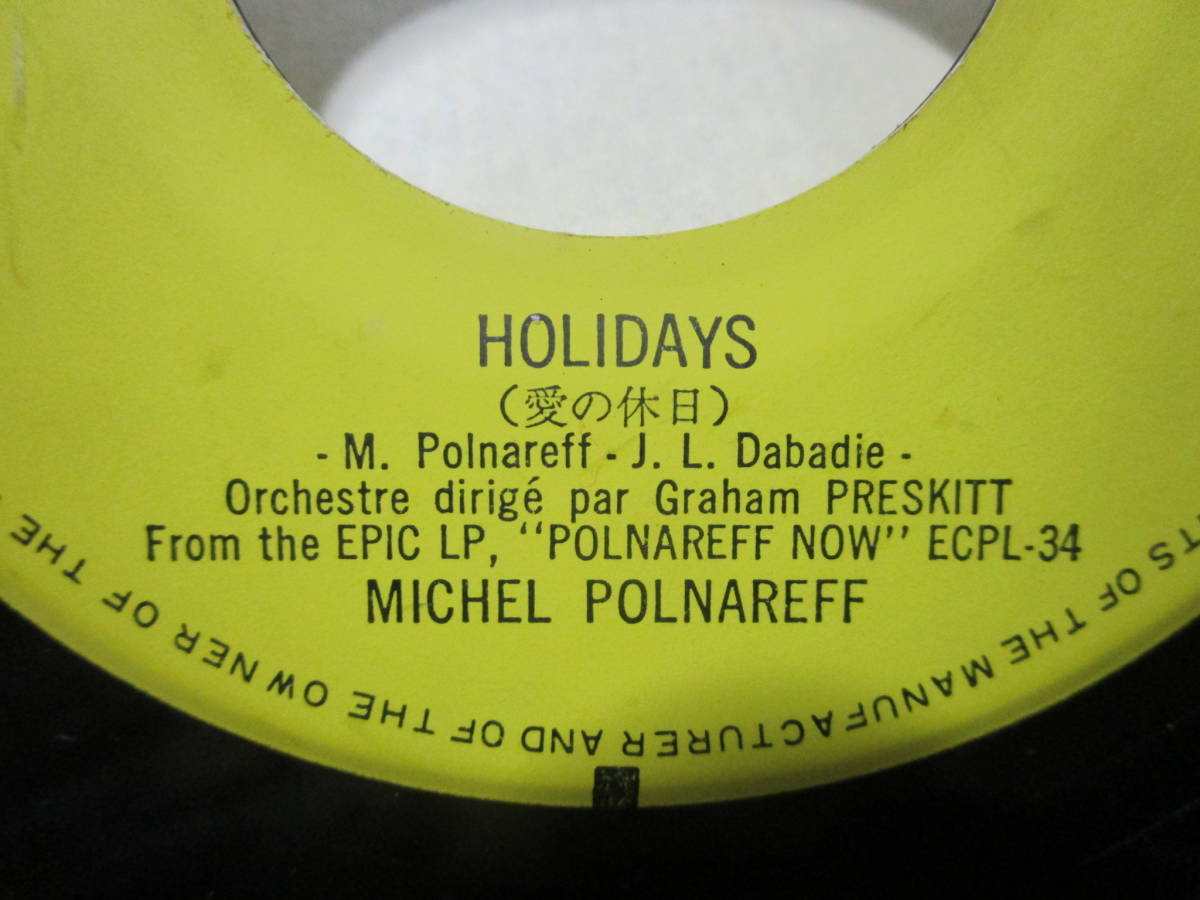 HOLIDAYS
(愛の休日)
- M. Polnareff - J. L. Dabadie -
Orchestre dirigé par Graham PRESKITT
From the EPIC LP, "POLNAREFF NOW" ECPL-34
MICHEL POLNAREFF
OF THE MANUFACTURER AND OF THE OWNER OF THE